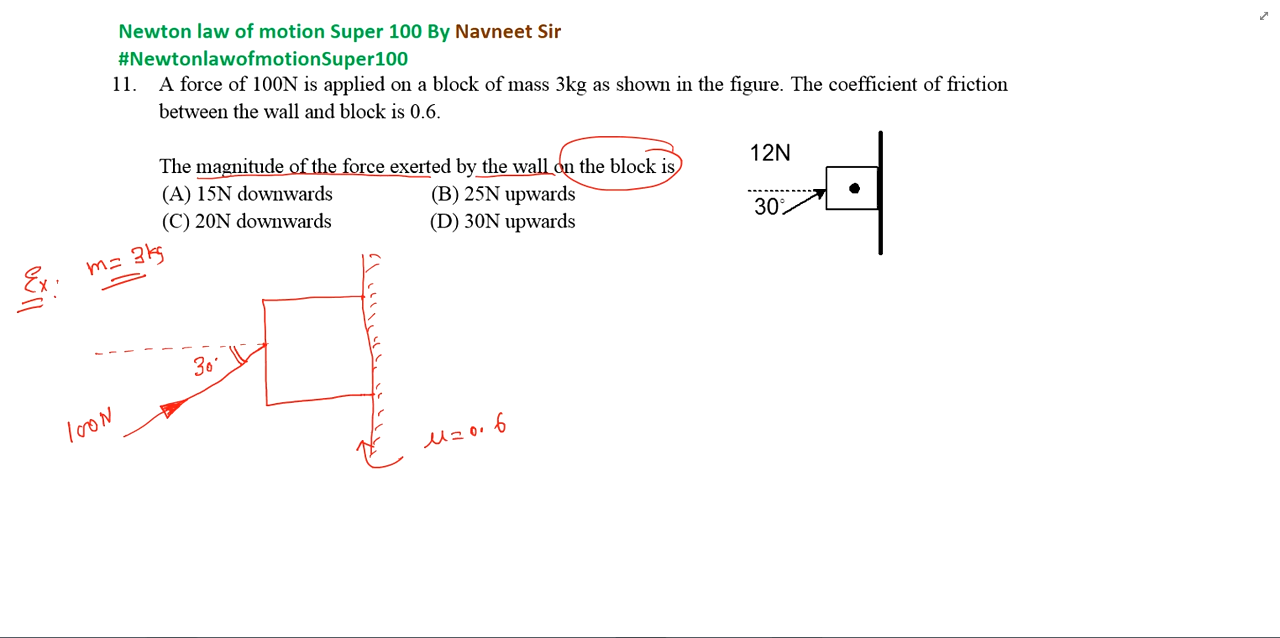 Newton law of motion Super 100 By Navneet Sir
#NewtonlawofmotionSuper100
11. A force of 100N is applied on a block of mass 3kg as shown in the figure. The coefficient of friction
between the wall and block is 0.6.
The magnitude of the force exerted by the wall on the block is
(A) 15N downwards (B) 25N upwards
(C) 20N downwards (D) 30N upwards
12N
30°
Ex: m = 3kg
30°
100N
μ = 0.6